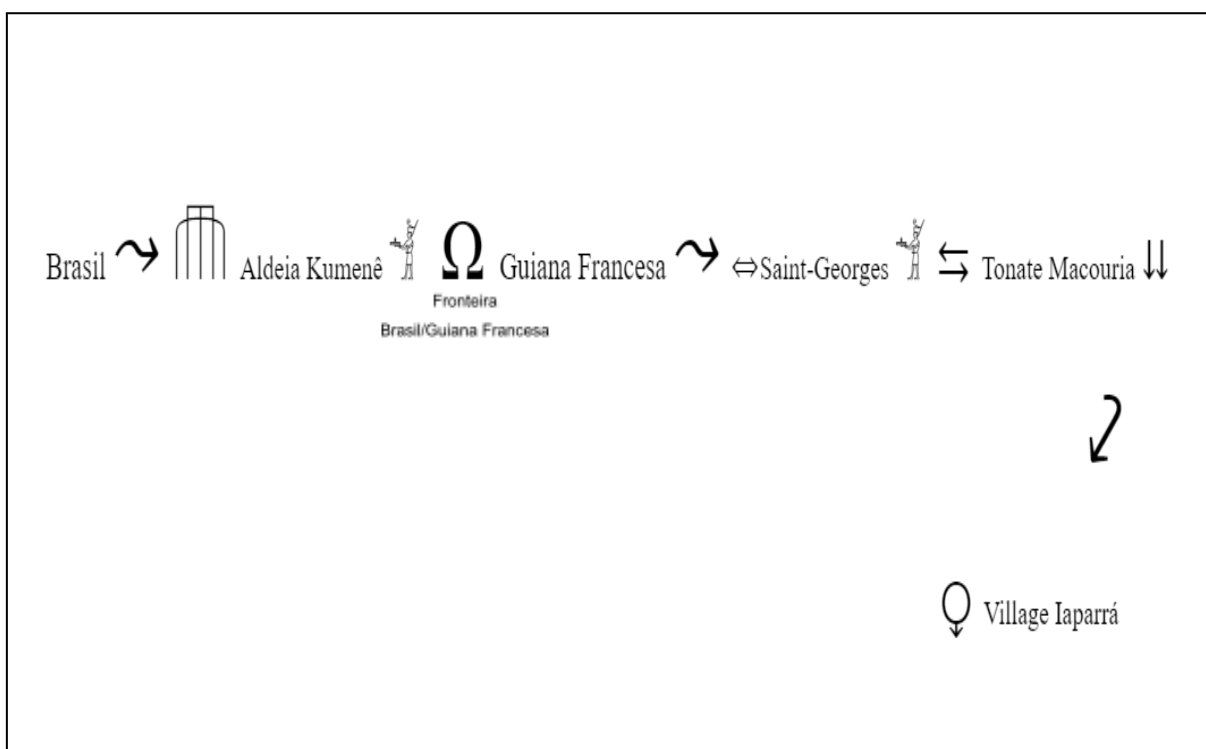 Brasil ⤳ Aldeia Kumenê Ω Guiana Francesa ⤳ ⇔Saint-Georges ⇆ Tonate Macouria ⇊
Fronteira
Brasil/Guiana Francesa
Village Iaparrá